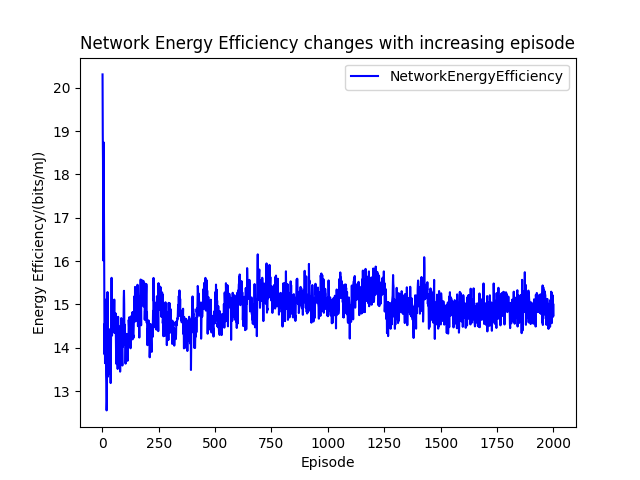 Network Energy Efficiency changes with increasing episode
NetworkEnergyEfficiency
Energy Efficiency/(bits/mJ)
20
19
18
17
16
15
14
13
0 250 500 750 1000 1250 1500 1750 2000
Episode